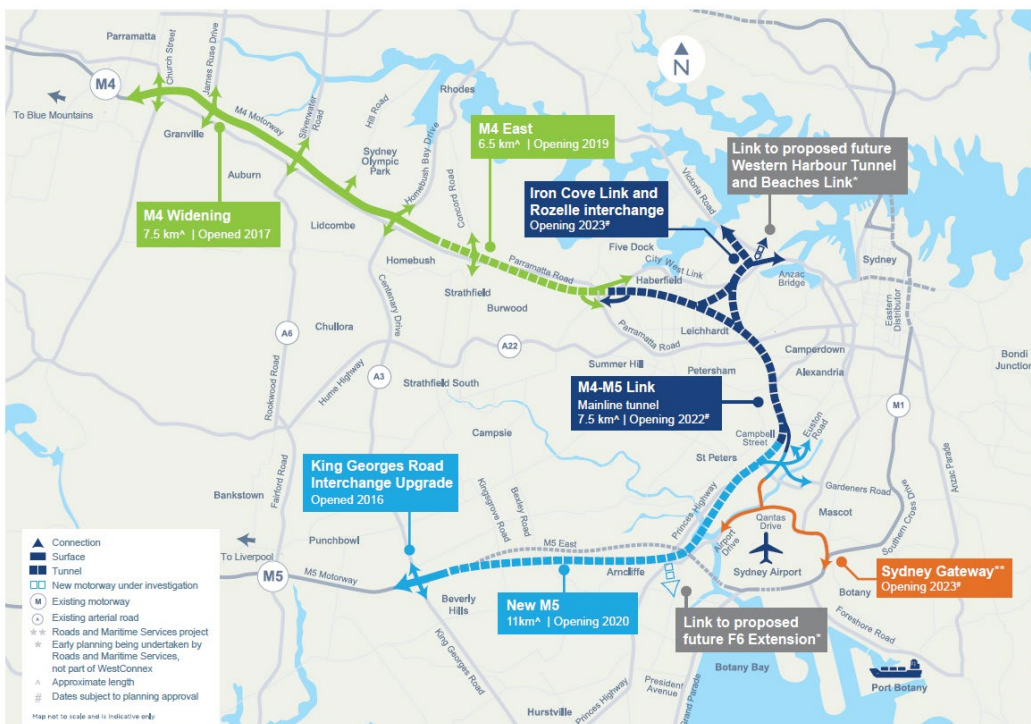 Parramatta
Church Street
James Ruse Drive
M4
To Blue Mountains
M4 Motorway
Granville
Silverwater Road
Hill Road
Rhodes
Auburn
Sydney Olympic Park
Homebush Bay Drive
Concord Road
M4 East
6.5 km^ | Opening 2019
N
Link to proposed future
Western Harbour Tunnel
and Beaches Link*
Victoria Road
Iron Cove Link and
Rozelle interchange
Opening 2023#
M4 Widening
7.5 km^ | Opened 2017
Lidcombe
Homebush
Five Dock
City West Link
Haberfield
Parramatta Road
Anzac
Bridge
Sydney
Eastern
Distributor
Strathfield
Burwood
Centenary Drive
Chullora
A6
A22
A3
Hume Highway
Rookwood Road
Strathfield South
Leichhardt
Parramatta Road
Summer Hill
Petersham
Camperdown
Alexandria
Bondi
Junction
M4-M5 Link
Mainline tunnel
7.5 km^ | Opening 2022#
M1
Campsie
Campbell
Street
Euston
Road
St Peters
King Georges Road
Interchange Upgrade
Opened 2016
Bankstown
Fairford Road
Kingsgrove Road
Bexley Road
Princes Highway
Gardeners Road
Mascot
Anzac Parade
Southern Cross Drive
Qantas
Drive
Airport
Drive
Punchbowl
To Liverpool
M5
M5 Motorway
M5 East
Arncliffe
Sydney Airport
Botany
Sydney Gateway**
Opening 2023#
Beverly
Hills
New M5
11km^ | Opening 2020
Link to proposed
future F6 Extension*
Foreshore Road
Botany Bay
Port Botany
King Georges Road
Princes Highway
President
Avenue
Grand Parade
Hurstville
Connection
Surface
Tunnel
New motorway under investigation
M Existing motorway
A Existing arterial road
** Roads and Maritime Services project
* Early planning being undertaken by
Roads and Maritime Services,
not part of WestConnex
^ Approximate length
# Dates subject to planning approval
Map not to scale and is indicative only